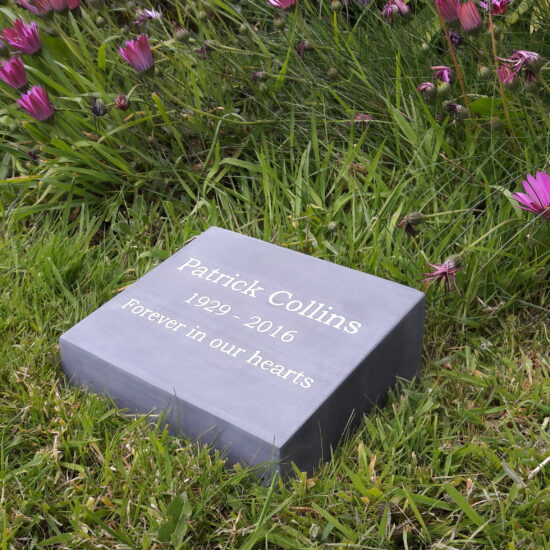 Patrick Collins
1929 - 2016
Forever in our hearts